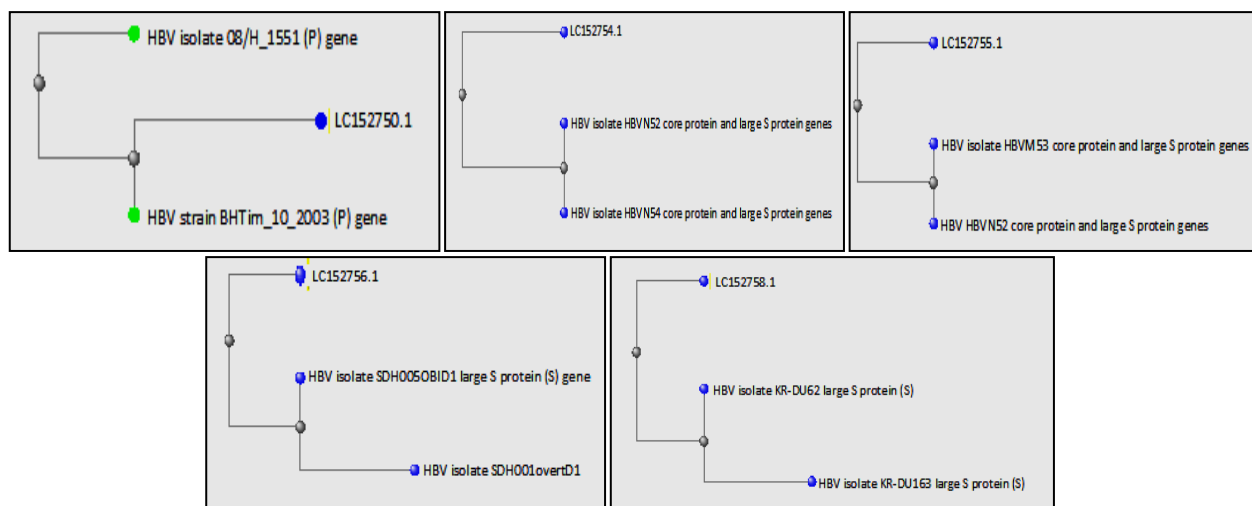 HBV isolate 08/H_1551 (P) gene
LC152750.1
HBV strain BHTim_10_2003 (P) gene
LC152754.1
HBV isolate HBVN52 core protein and large S protein genes
HBV isolate HBVN54 core protein and large S protein genes
LC152755.1
HBV isolate HBVM53 core protein and large S protein genes
HBV HBVN52 core protein and large S protein genes
LC152756.1
HBV isolate SDH005OBID1 large S protein (S) gene
HBV isolate SDH001overtD1
LC152758.1
HBV isolate KR-DU62 large S protein (S)
HBV isolate KR-DU163 large S protein (S)